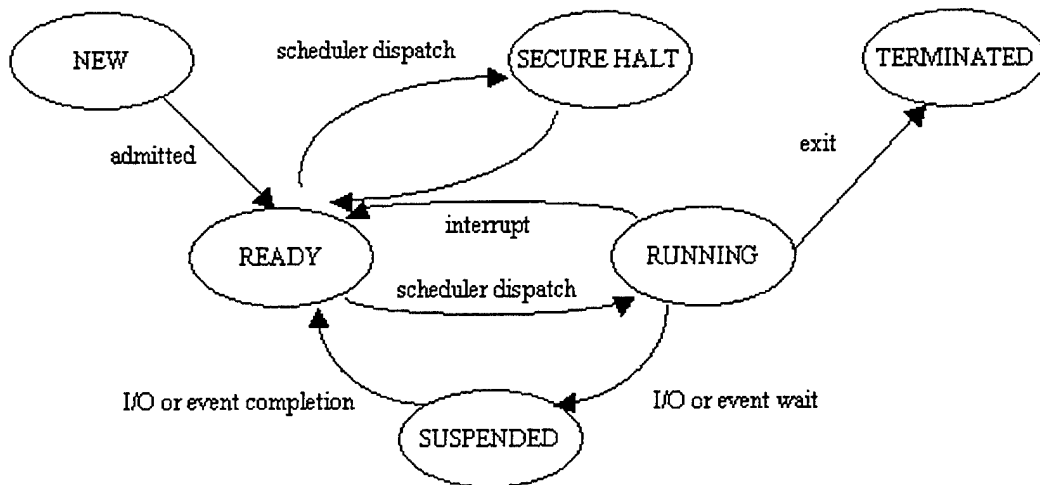 NEW
scheduler dispatch
SECURE HALT
TERMINATED
admitted
exit
interrupt
READY
RUNNING
scheduler dispatch
I/O or event completion
I/O or event wait
SUSPENDED